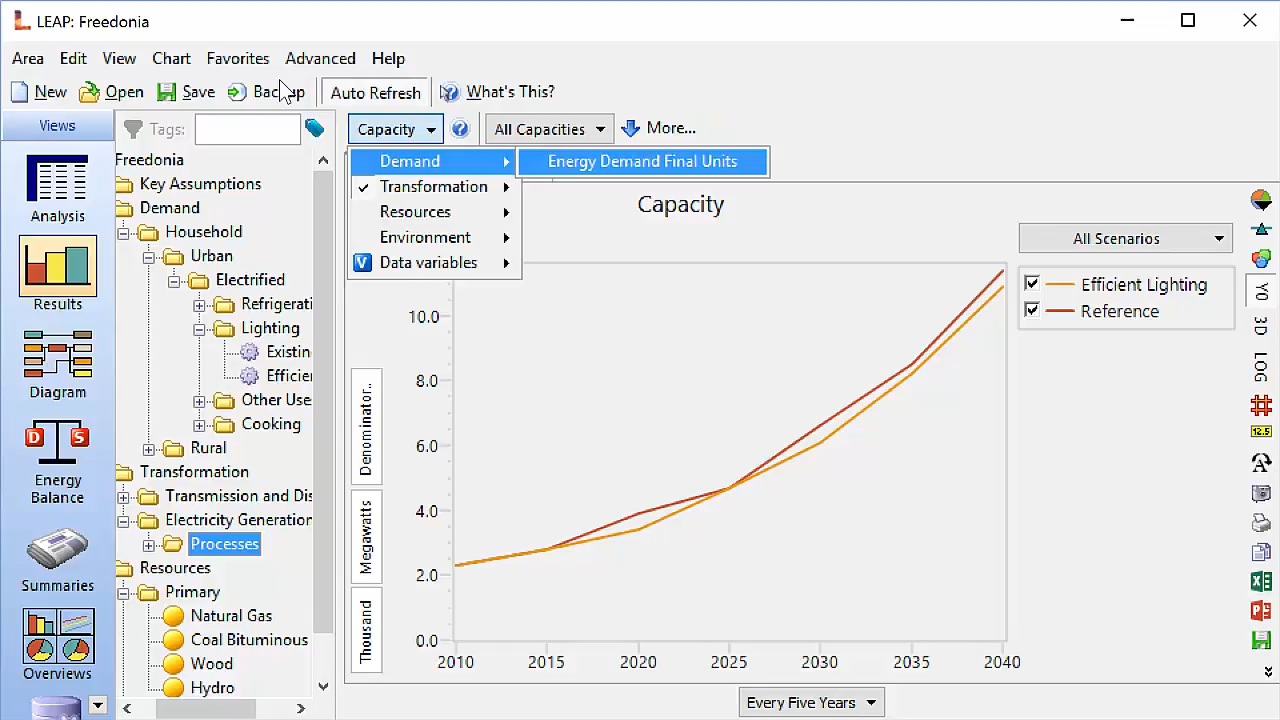 LEAP: Freedonia
Area Edit View Chart Favorites Advanced Help
New Open Save Backup Auto Refresh What's This?
Views
Analysis
Results
Diagram
D S
Energy
Balance
Summaries
Overviews
Tags:
Freedonia
Key Assumptions
Demand
Household
Urban
Electrified
Refrigerati
Lighting
Existin
Efficier
Other Use
Cooking
Rural
Transformation
Transmission and Dis
Electricity Generation
Processes
Resources
Primary
Natural Gas
Coal Bituminous
Wood
Hydro
Capacity All Capacities More...
Demand Energy Demand Final Units
Transformation
Resources
Environment
V Data variables
Capacity
Denominator..
Megawatts
Thousand
10.0
8.0
6.0
4.0
2.0
0.0
2010 2015 2020 2025 2030 2035 2040
Every Five Years
All Scenarios
Efficient Lighting
Reference
Y0
3D
LOG
12.5